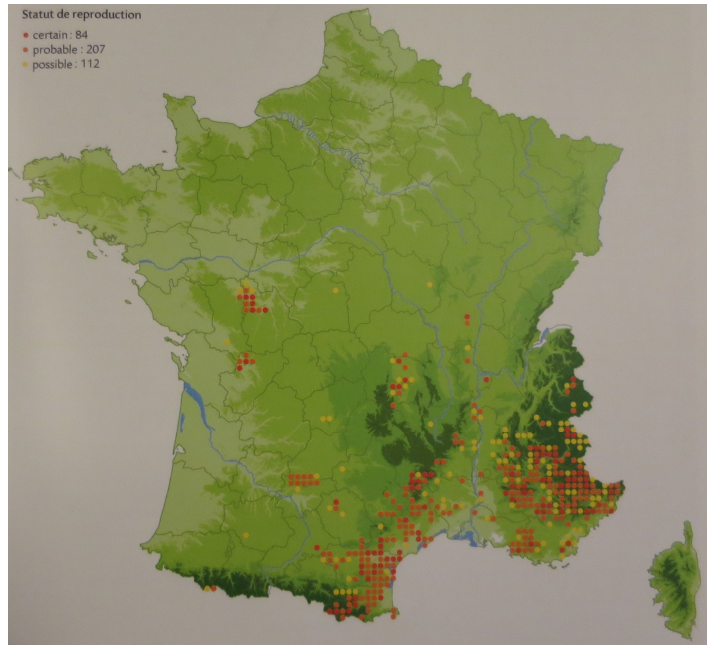 Statut de reproduction
certain : 84
probable : 207
possible : 112